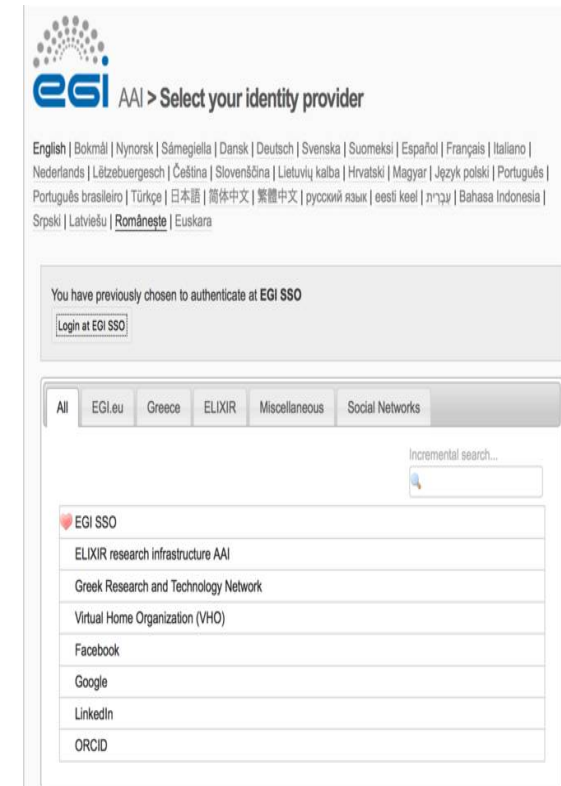 egi AAI > Select your identity provider
English | Bokmål | Nynorsk | Sámegiella | Dansk | Deutsch | Svenska | Suomeksi | Español | Français | Italiano |
Nederlands | Lëtzebuergesch | Čeština | Slovenščina | Lietuvių kalba | Hrvatski | Magyar | Język polski | Português |
Português brasileiro | Türkçe | 日本語 | 简体中文 | 繁體中文 | русский язык | eesti keel | עברית | Bahasa Indonesia |
Srpski | Latviešu | Românește | Euskara
You have previously chosen to authenticate at EGI SSO
Login at EGI SSO
All EGI.eu Greece ELIXIR Miscellaneous Social Networks
Incremental search...
EGI SSO
ELIXIR research infrastructure AAI
Greek Research and Technology Network
Virtual Home Organization (VHO)
Facebook
Google
LinkedIn
ORCID